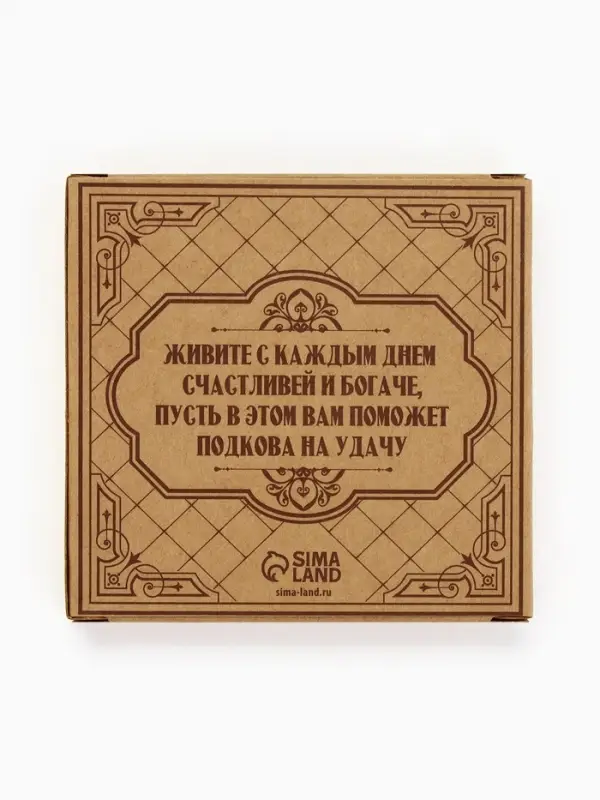 ЖИВИТЕ С КАЖДЫМ ДНЕМ
СЧАСТЛИВЕЙ И БОГАЧЕ,
ПУСТЬ В ЭТОМ ВАМ ПОМОЖЕТ
ПОДКОВА НА УДАЧУ
SIMA
LAND
sima-land.ru